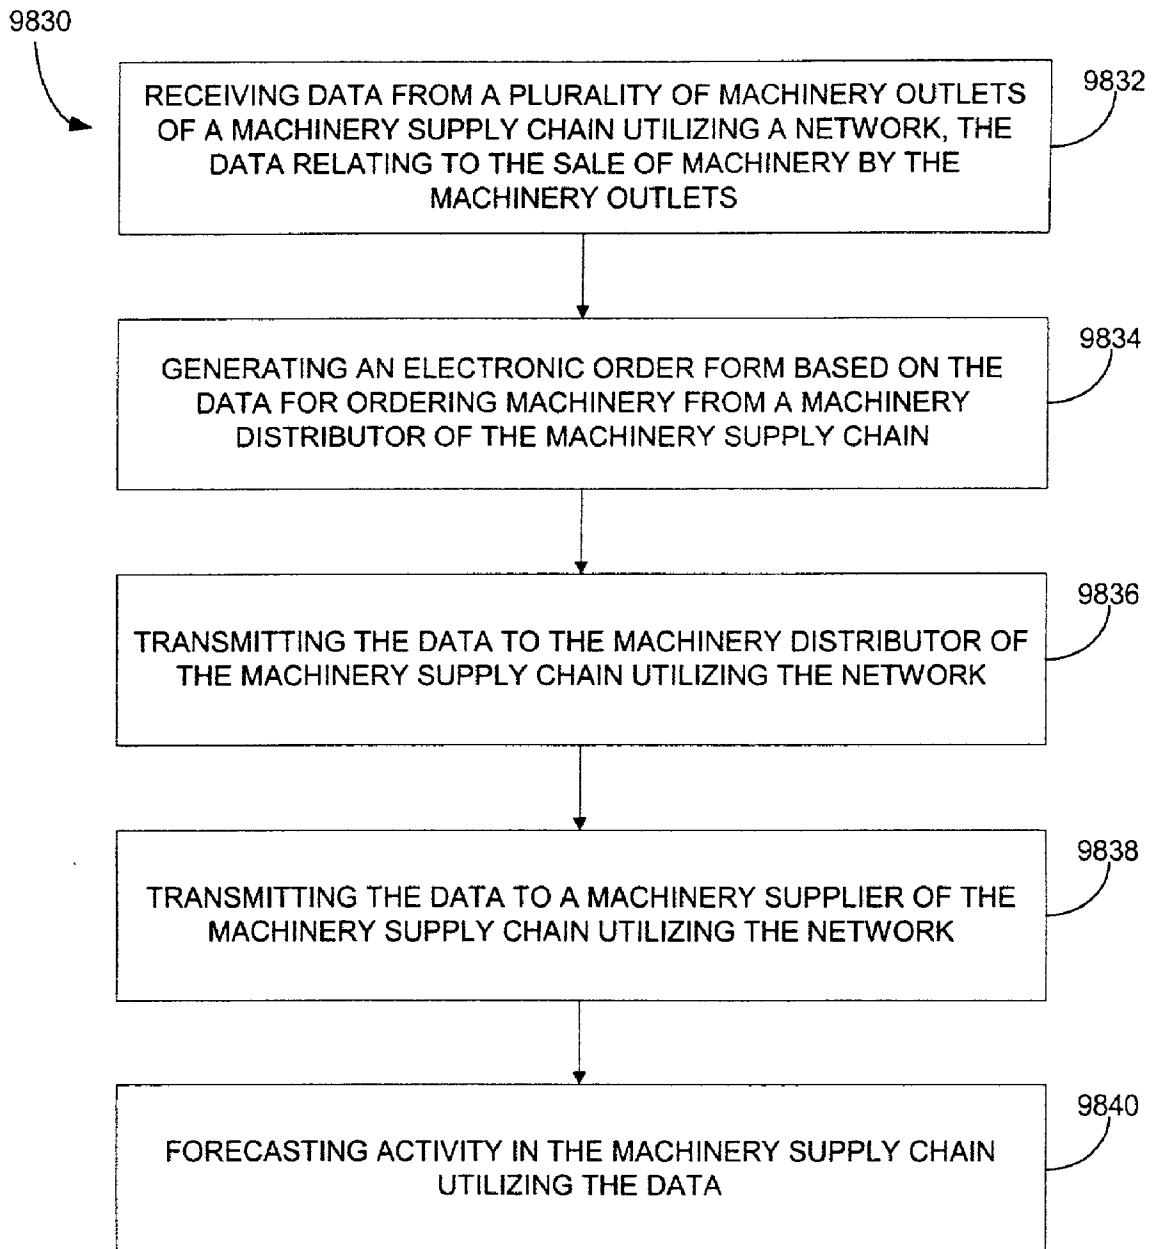 9830
RECEIVING DATA FROM A PLURALITY OF MACHINERY OUTLETS
OF A MACHINERY SUPPLY CHAIN UTILIZING A NETWORK, THE
DATA RELATING TO THE SALE OF MACHINERY BY THE
MACHINERY OUTLETS
9832
GENERATING AN ELECTRONIC ORDER FORM BASED ON THE
DATA FOR ORDERING MACHINERY FROM A MACHINERY
DISTRIBUTOR OF THE MACHINERY SUPPLY CHAIN
9834
TRANSMITTING THE DATA TO THE MACHINERY DISTRIBUTOR OF
THE MACHINERY SUPPLY CHAIN UTILIZING THE NETWORK
9836
TRANSMITTING THE DATA TO A MACHINERY SUPPLIER OF THE
MACHINERY SUPPLY CHAIN UTILIZING THE NETWORK
9838
FORECASTING ACTIVITY IN THE MACHINERY SUPPLY CHAIN
UTILIZING THE DATA
9840